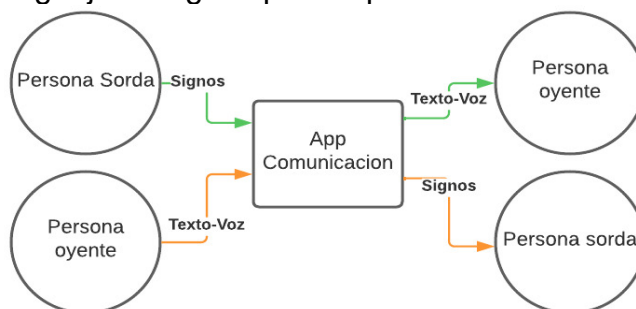 Persona Sorda
Signos
App
Comunicacion
Texto-Voz
Persona
oyente
Persona
oyente
Texto-Voz
Signos
Persona sorda